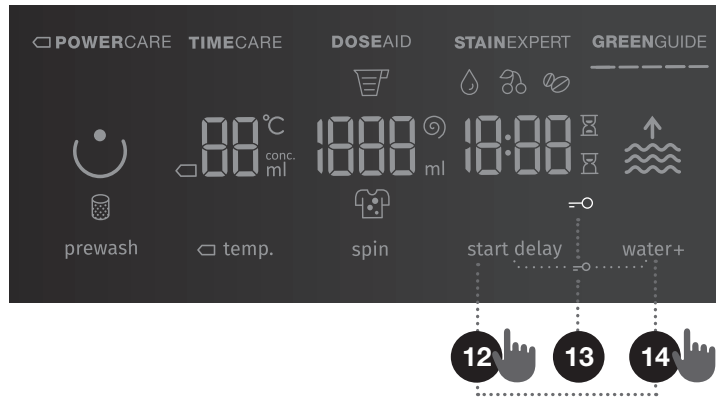 POWERCARE TIMECARE DOSEAID STAINEXPERT GREENGUIDE
88 °C 1888 18:88
conc.
ml ml
prewash temp. spin start delay water+
12 13 14